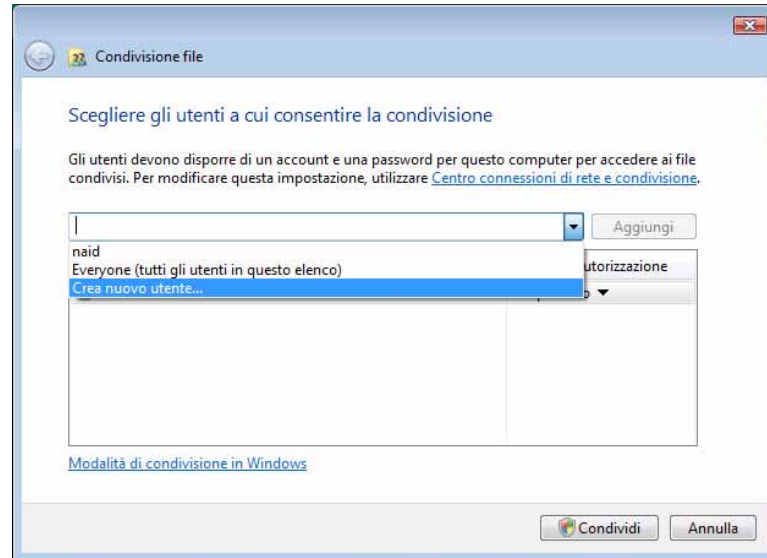 Condivisione file
Scegliere gli utenti a cui consentire la condivisione
Gli utenti devono disporre di un account e una password per questo computer per accedere ai file
condivisi. Per modificare questa impostazione, utilizzare Centro connessioni di rete e condivisione.
Aggiungi
naid
Everyone (tutti gli utenti in questo elenco)
utorizzazione
Crea nuovo utente...
Modalità di condivisione in Windows
Condividi Annulla